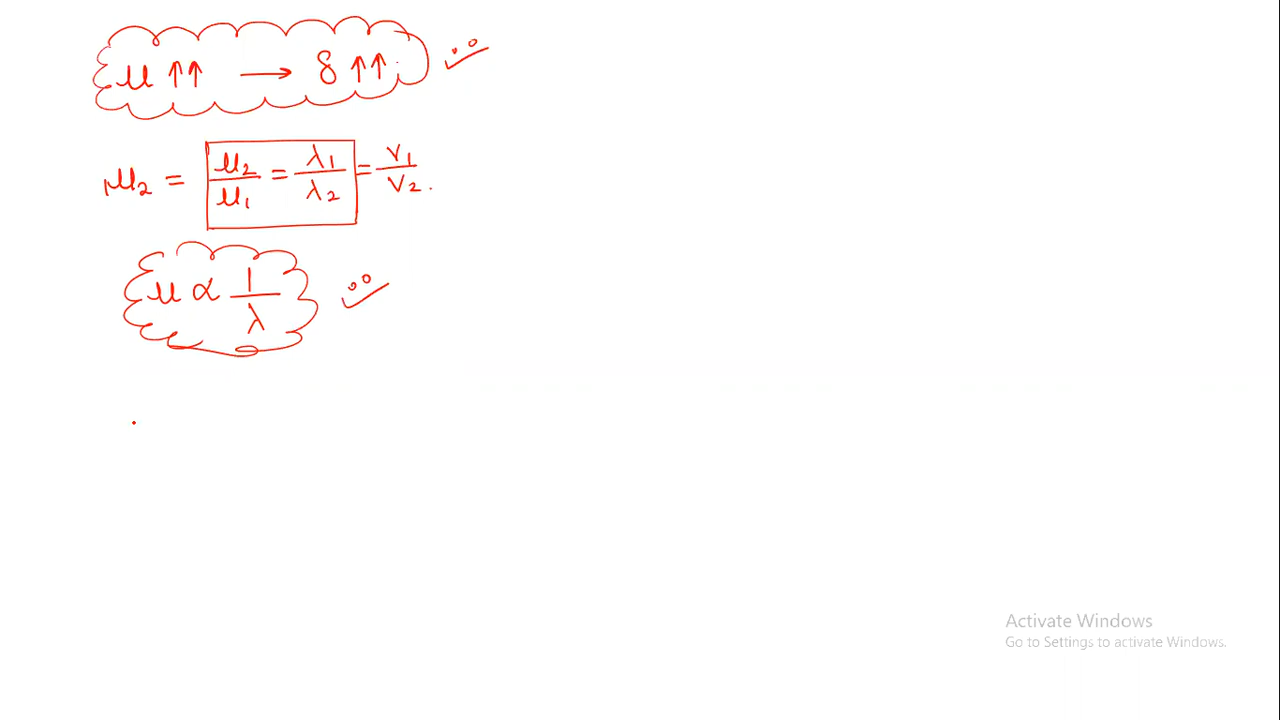 μ ↑↑ → δ ↑↑.
μ₂ = μ₂/μ₁ = λ₁/λ₂ = v₁/v₂.
μ ∝ 1/λ
Activate Windows
Go to Settings to activate Windows.